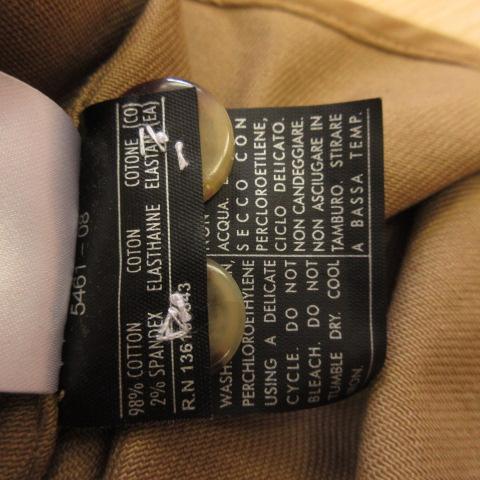 5461 - 08
98% COTTON COTON COTONE (CO)
2% SPANDEX ELASTHANNE ELASTAN (EA)
R.N 136
WASH
PERCHLOROETHYLENE
USING A DELICATE
CYCLE. DO NOT
BLEACH. DO NOT
TUMBLE DRY. COOL
ACQUA.
SECCO CON
PERCLOROETILENE,
CICLO DELICATO.
NON CANDEGGIARE.
NON ASCIUGARE IN
TAMBURO. STIRARE
A BASSA TEMP.